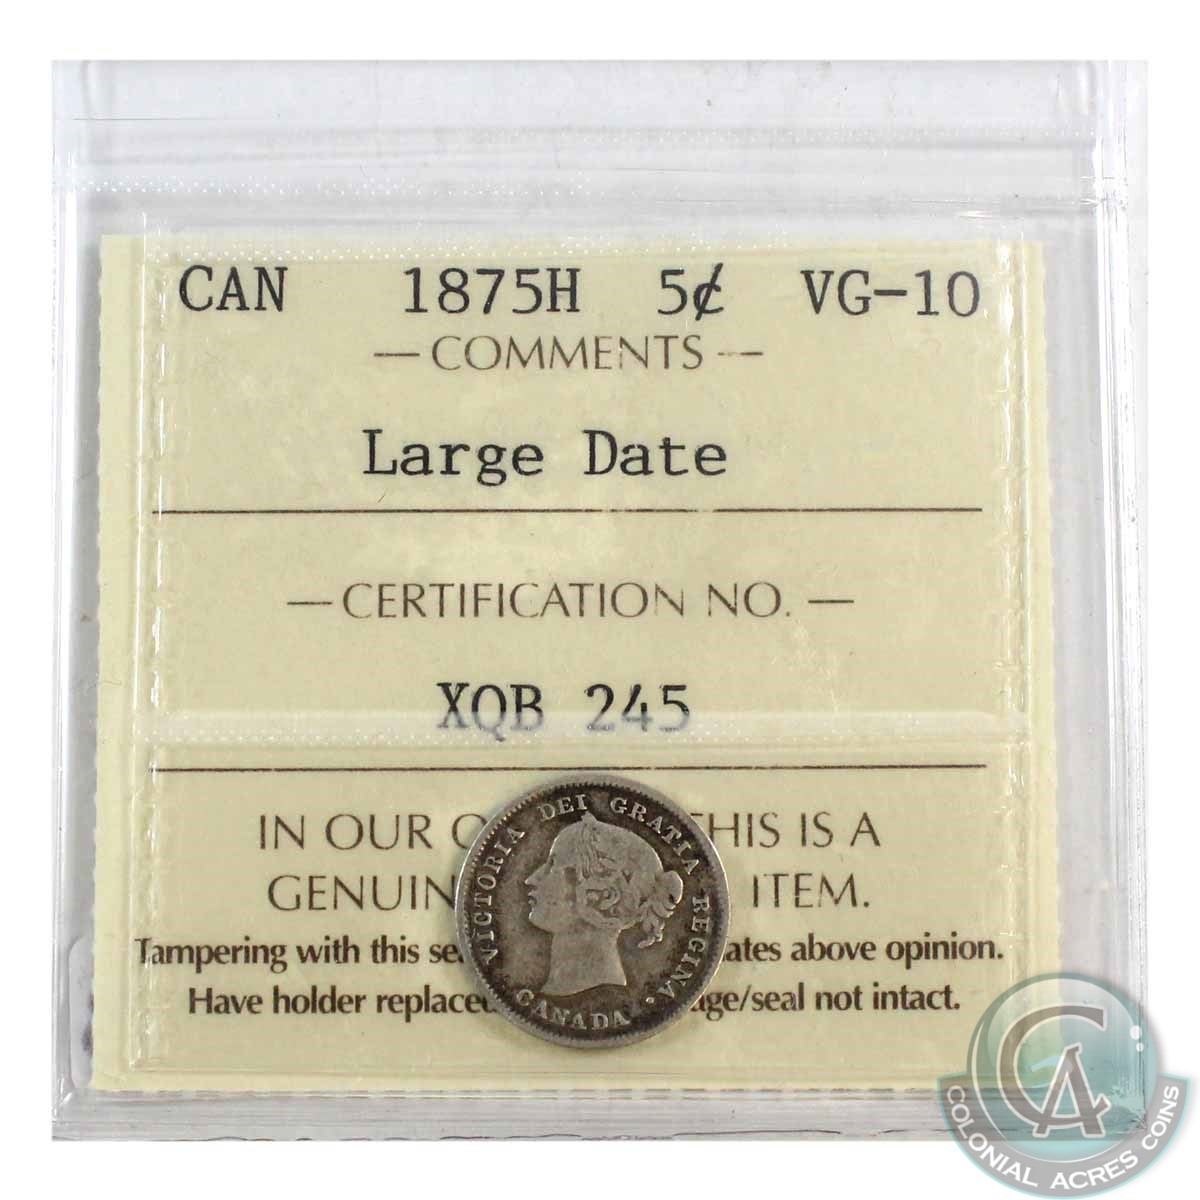 CAN 1875H 5¢ VG-10
— COMMENTS —
Large Date
— CERTIFICATION NO. —
XQB 245
IN OUR O THIS IS A
GENUIN ITEM.
Tampering with this se ates above opinion.
Have holder replaced age/seal not intact.
VICTORIA DEI GRATIA REGINA.
CANADA
CA
COLONIAL ACRES COINS